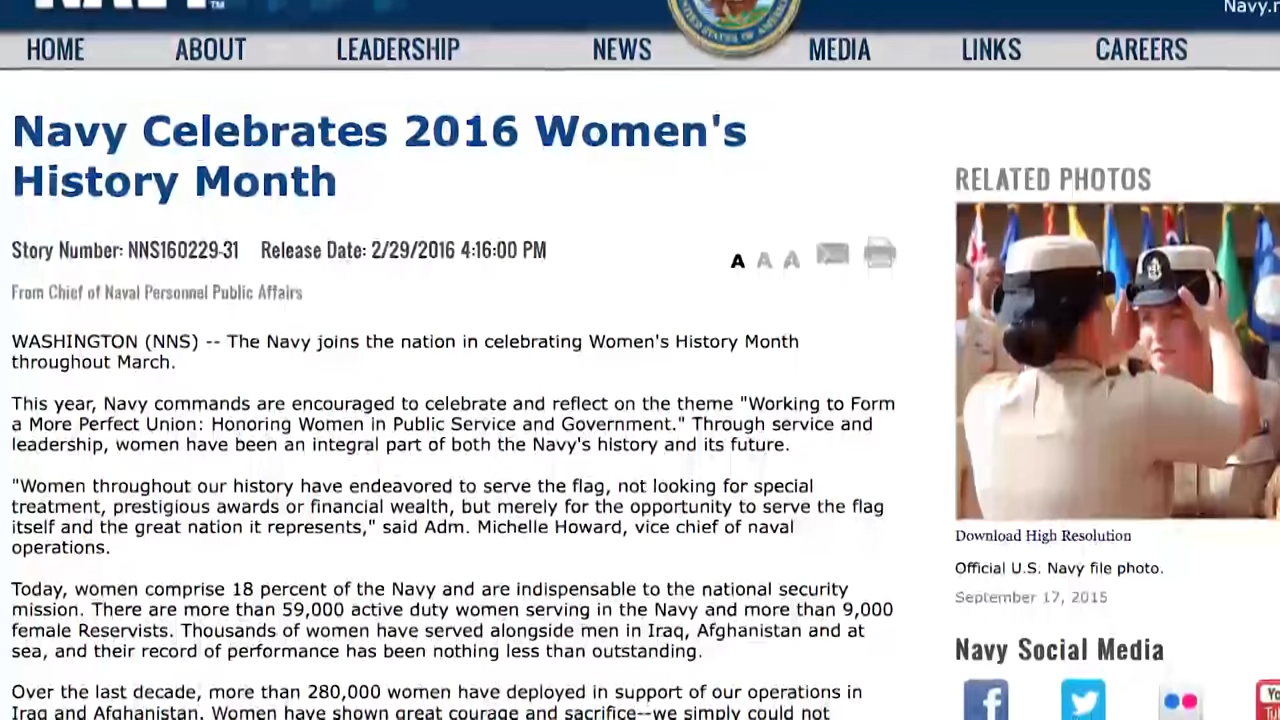 NAVY
Navy.
HOME ABOUT LEADERSHIP NEWS MEDIA LINKS CAREERS
Navy Celebrates 2016 Women's
History Month
Story Number: NNS160229-31 Release Date: 2/29/2016 4:16:00 PM
A A A
From Chief of Naval Personnel Public Affairs
WASHINGTON (NNS) -- The Navy joins the nation in celebrating Women's History Month
throughout March.
This year, Navy commands are encouraged to celebrate and reflect on the theme "Working to Form
a More Perfect Union: Honoring Women in Public Service and Government." Through service and
leadership, women have been an integral part of both the Navy's history and its future.
"Women throughout our history have endeavored to serve the flag, not looking for special
treatment, prestigious awards or financial wealth, but merely for the opportunity to serve the flag
itself and the great nation it represents," said Adm. Michelle Howard, vice chief of naval
operations.
Today, women comprise 18 percent of the Navy and are indispensable to the national security
mission. There are more than 59,000 active duty women serving in the Navy and more than 9,000
female Reservists. Thousands of women have served alongside men in Iraq, Afghanistan and at
sea, and their record of performance has been nothing less than outstanding.
Over the last decade, more than 280,000 women have deployed in support of our operations in
Iraq and Afghanistan. Women have shown great courage and sacrifice--we simply could not
RELATED PHOTOS
Download High Resolution
Official U.S. Navy file photo.
September 17, 2015
Navy Social Media